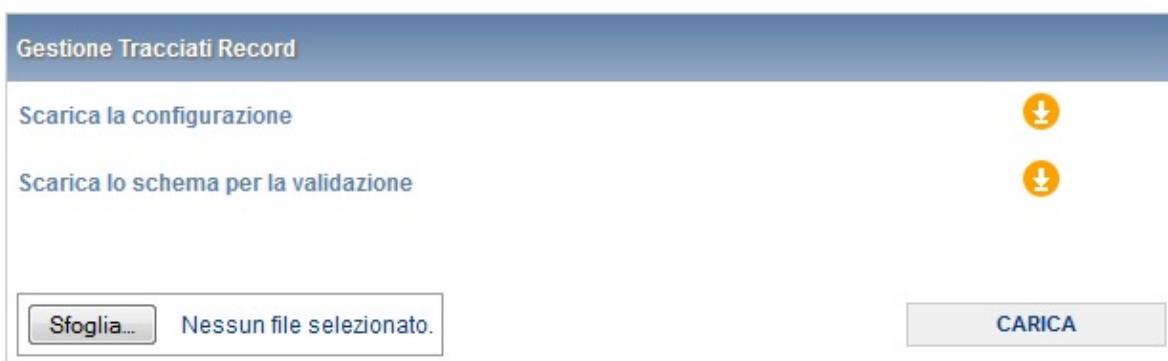 Gestione Tracciati Record
Scarica la configurazione
Scarica lo schema per la validazione
Sfoglia... Nessun file selezionato. CARICA